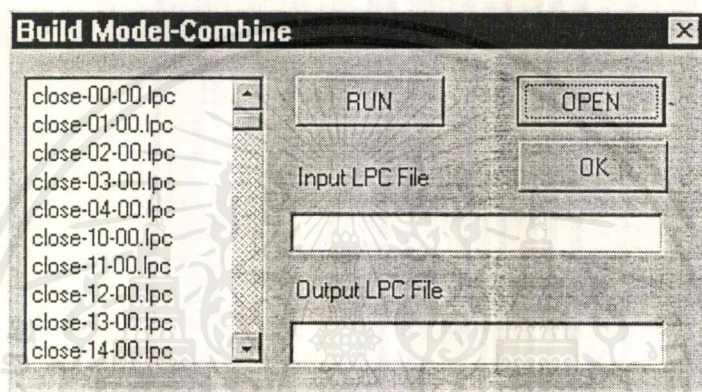 Build Model-Combine
close-00-00.lpc
close-01-00.lpc
close-02-00.lpc
close-03-00.lpc
close-04-00.lpc
close-10-00.lpc
close-11-00.lpc
close-12-00.lpc
close-13-00.lpc
close-14-00.lpc
RUN
OPEN
OK
Input LPC File
Output LPC File